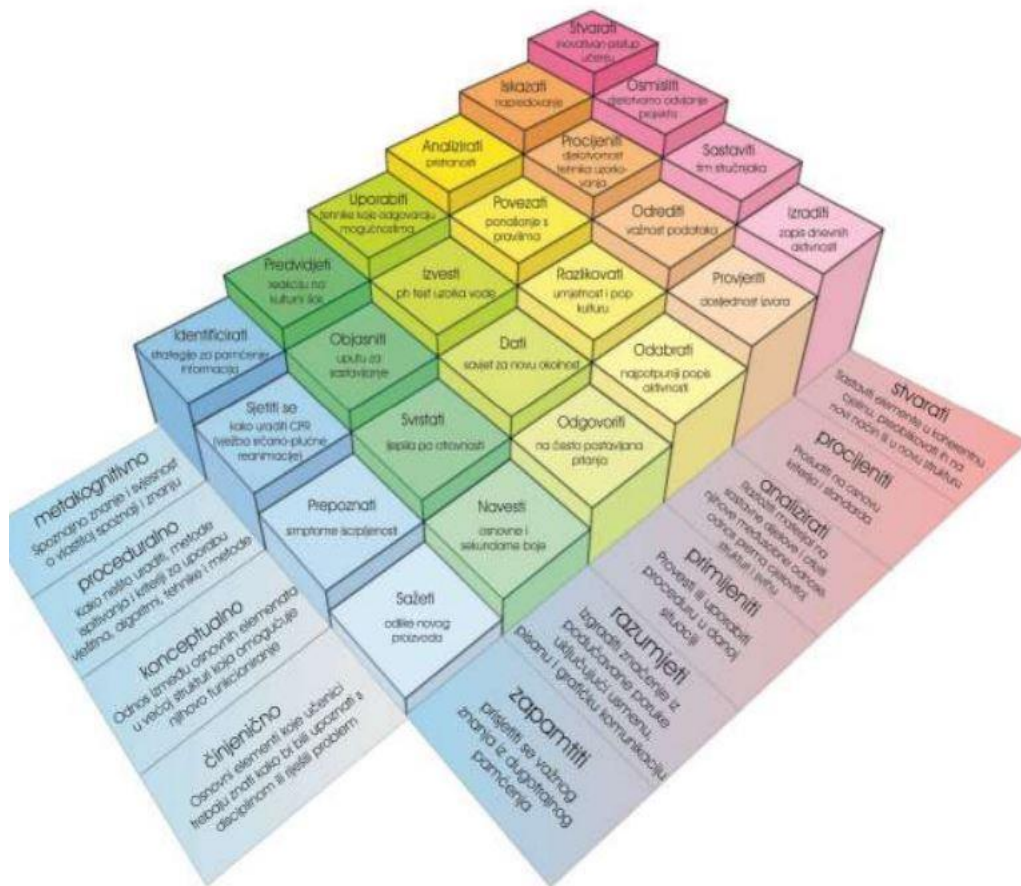 Stvarati
inovativan pristup
učenju
Iskazati
napredovanje
Osmisliti
djelotvorno odvijanje
projekta
Analizirati
pristranosti
Procijeniti
djelotvornost
tehnika uzorko-
vanja
Sastaviti
tim stručnjaka
Uporabiti
tehnike koje odgovaraju
mogućnostima
Povezati
ponašanje s
pravilima
Odrediti
važnost podataka
Izraditi
zapis dnevnih
aktivnosti
Predvidjeti
reakciju na
kulturni šok
Izvesti
ph test uzorka vode
Razlikovati
umjetnost i pop
kulturu
Provjeriti
dosljednost izvora
Identificirati
strategije za pamćenje
informacija
Objasniti
uputu za
sastavljanje
Dati
savjet za novu okolnost
Odabrati
najpotpuniji popis
aktivnosti
Sjetiti se
kako uraditi CPR
(vježba srčano-plućne
reanimacije)
Svrstati
ljepila po otrovnosti
Odgovoriti
na često postavljana
pitanja
Prepoznati
simptome iscrpljenosti
Navesti
osnovne i
sekundarne boje
Sažeti
odlike novog
proizvoda
metakognitivno
Spoznajno znanje i svjesnost
o vlastitoj spoznaji i znanju
proceduralno
Kako nešto uraditi, metode
ispitivanja i kriteriji za uporabu
vještina, algoritmi, tehnike i metode
konceptualno
Odnos između osnovnih elemenata
u većoj strukturi koja omogućuje
njihovo funkcioniranje
činjenično
Osnovni elementi koje učenici
trebaju znati kako bi bili upoznati s
disciplinom ili riješili problem
stvarati
Sastaviti elemente u koherentnu
cjelinu, preoblikovati ih na
novi način ili u novu strukturu
procijeniti
Prosuditi na osnovu
kriterija i standarda
analizirati
Razložiti materijal na
sastavne dijelove i otkriti
njihove međusobne odnose,
odnos prema cjelovitoj
strukturi i svrhu
primijeniti
Provesti ili uporabiti
proceduru u danoj
situaciji
razumjeti
Izgraditi značenje iz
podučavane poruke
uključujući usmenu,
pisanu i grafičku komunikaciju
zapamtiti
prisjetiti se važnog
znanja iz dugotrajnog
pamćenja